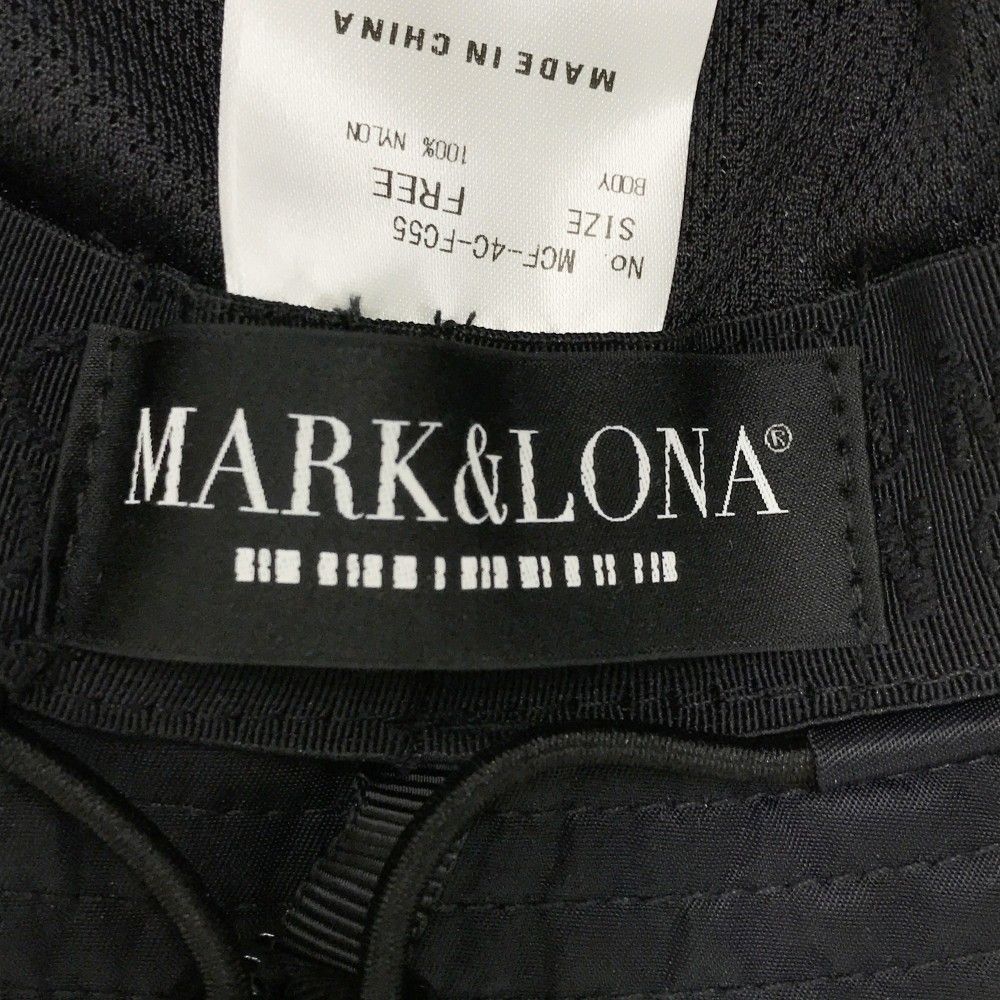 No. MCF-4C-FC55
SIZE FREE
BODY 100% NYLON
MADE IN CHINA
MARK&LONA®